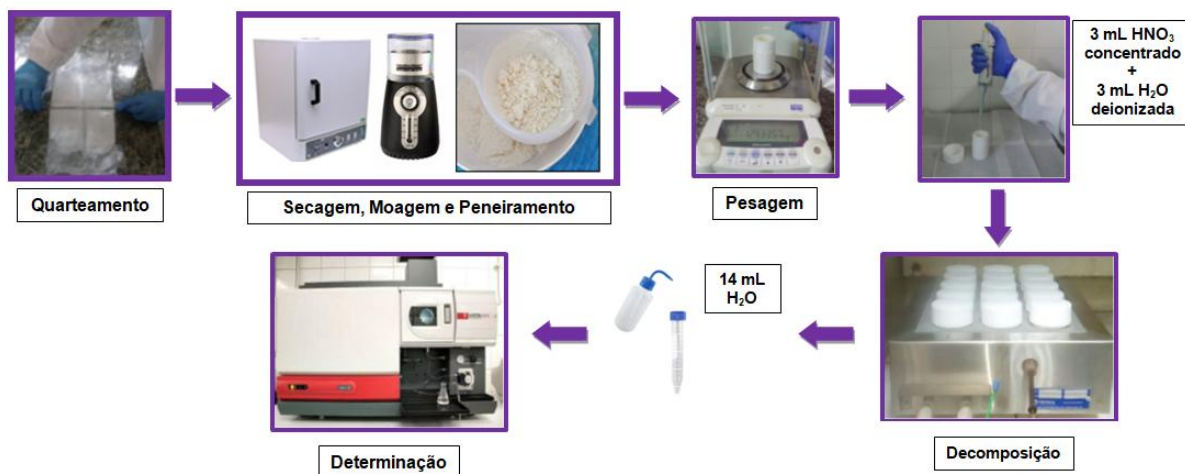 3 mL HNO₃
concentrado
+
3 mL H₂O
deionizada
Quarteamento
Secagem, Moagem e Peneiramento
Pesagem
14 mL
H₂O
Determinação
Decomposição